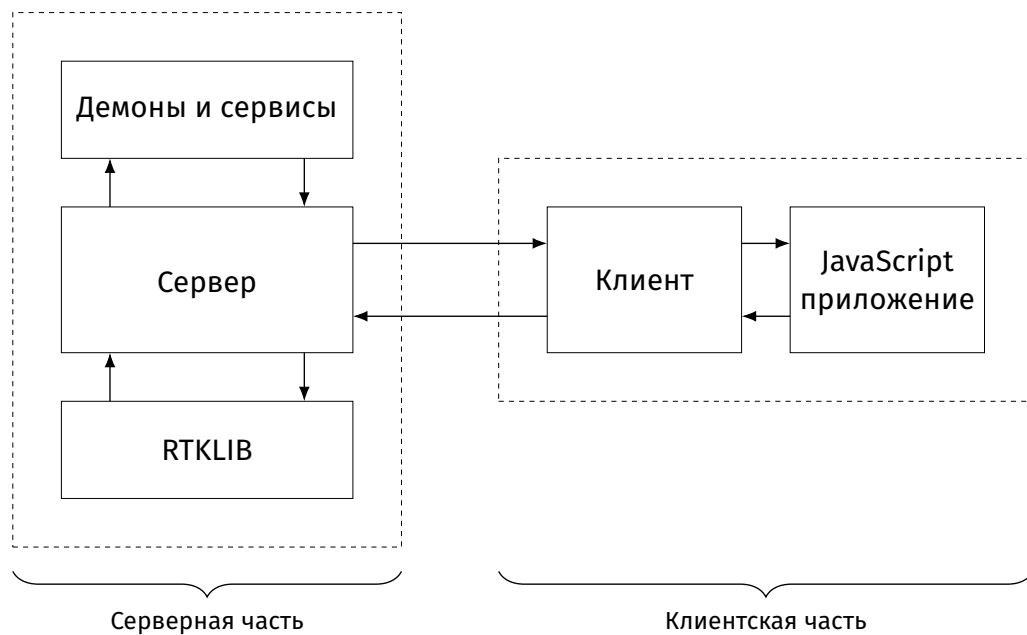 Демоны и сервисы
Сервер
RTKLIB
Клиент
JavaScript
приложение
Серверная часть
Клиентская часть